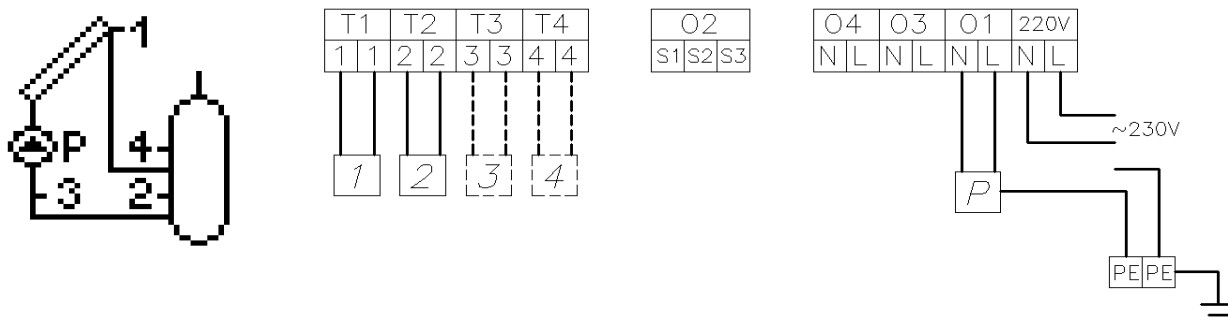 1
P 4
3 2
T1 T2 T3 T4
1 1 2 2 3 3 4 4
1 2 3 4
O2
S1 S2 S3
O4 O3 O1 220V
N L N L N L N L
~230V
P
PE PE